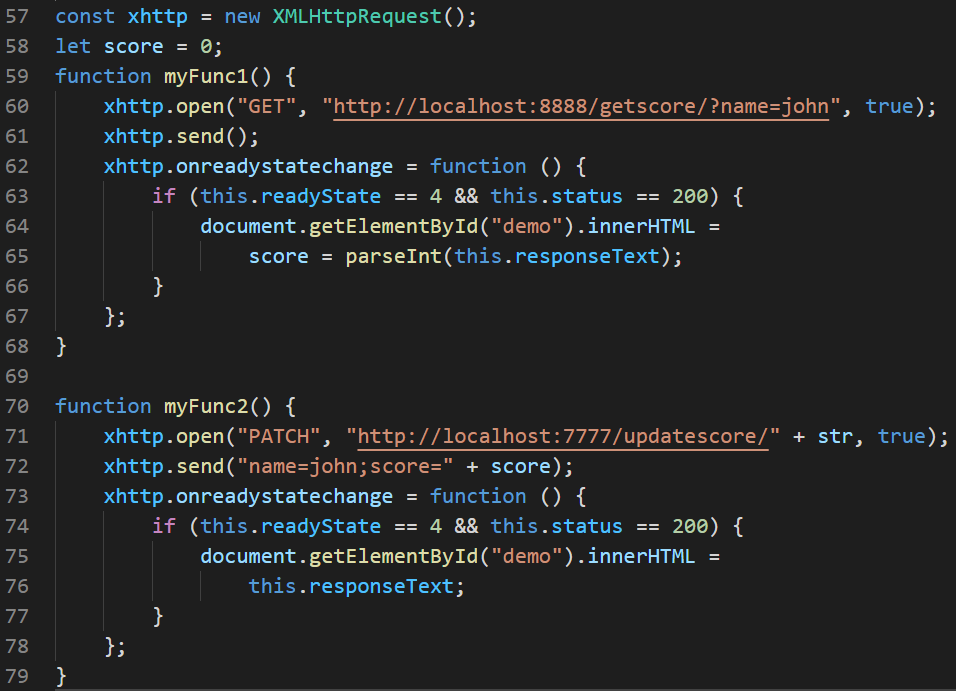 57 const xhttp = new XMLHttpRequest();
58 let score = 0;
59 function myFunc1() {
60     xhttp.open("GET", "http://localhost:8888/getscore/?name=john", true);
61     xhttp.send();
62     xhttp.onreadystatechange = function () {
63         if (this.readyState == 4 && this.status == 200) {
64             document.getElementById("demo").innerHTML =
65                 score = parseInt(this.responseText);
66         }
67     };
68 }
69
70 function myFunc2() {
71     xhttp.open("PATCH", "http://localhost:7777/updatescore/" + str, true);
72     xhttp.send("name=john;score=" + score);
73     xhttp.onreadystatechange = function () {
74         if (this.readyState == 4 && this.status == 200) {
75             document.getElementById("demo").innerHTML =
76                 this.responseText;
77         }
78     };
79 }